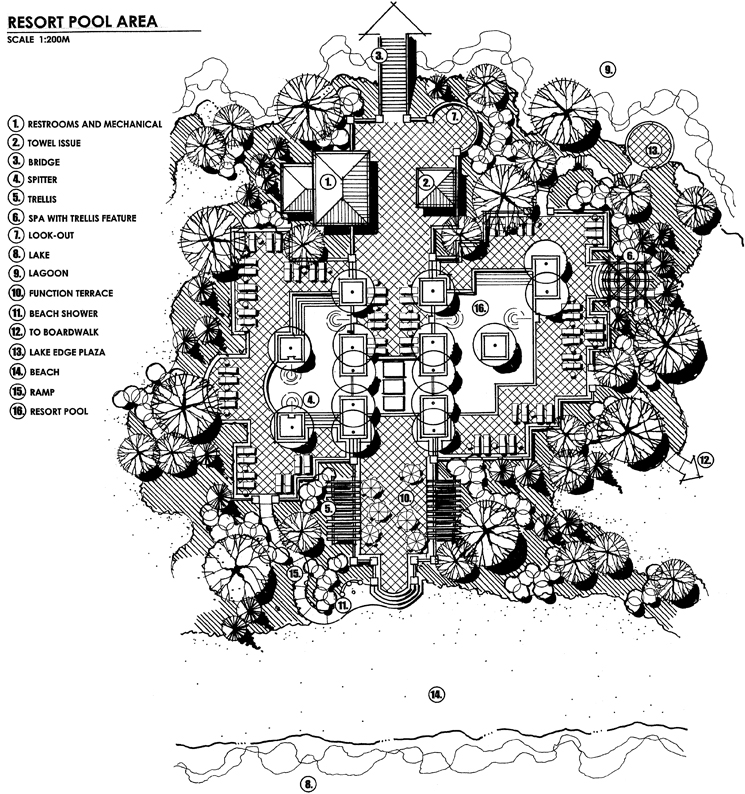 RESORT POOL AREA
SCALE 1:200M
1. RESTROOMS AND MECHANICAL
2. TOWEL ISSUE
3. BRIDGE
4. SPITTER
5. TRELLIS
6. SPA WITH TRELLIS FEATURE
7. LOOK-OUT
8. LAKE
9. LAGOON
10. FUNCTION TERRACE
11. BEACH SHOWER
12. TO BOARDWALK
13. LAKE EDGE PLAZA
14. BEACH
15. RAMP
16. RESORT POOL
3.
9.
7.
13.
1.
2.
6.
16.
4.
12.
10.
5.
15.
11.
14.
8.